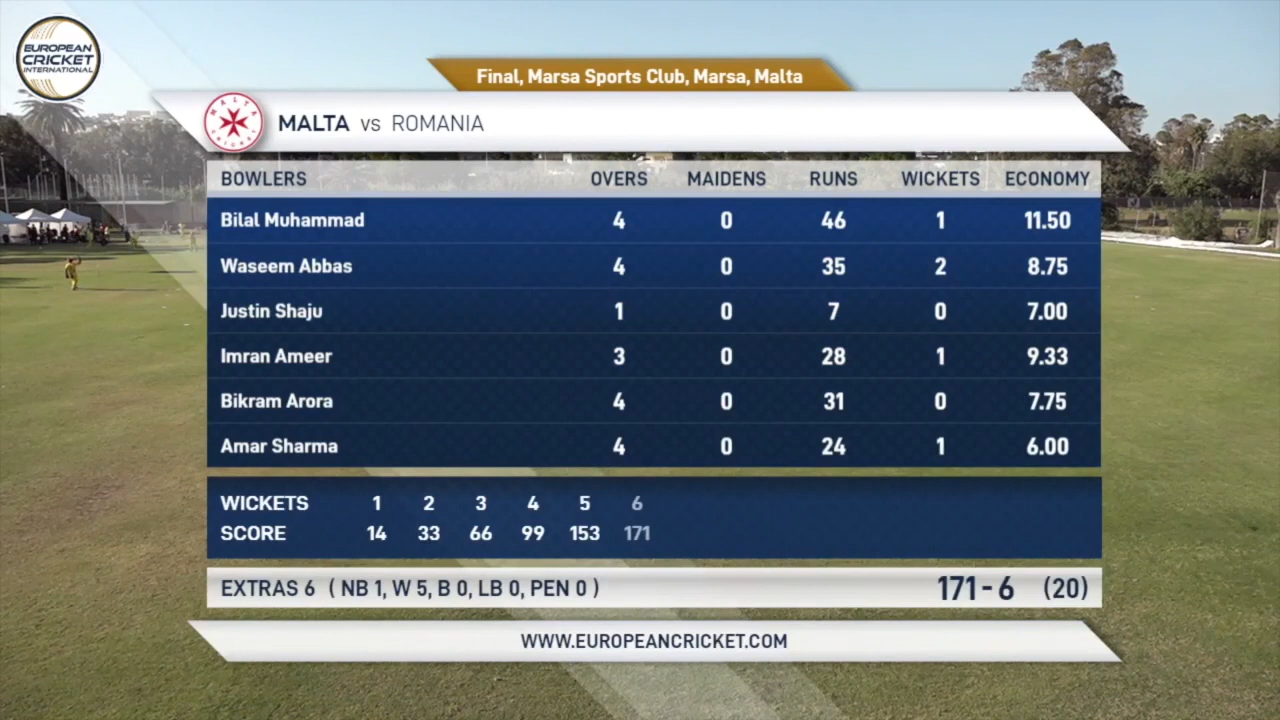 EUROPEAN
CRICKET
INTERNATIONAL
Final, Marsa Sports Club, Marsa, Malta
MALTA
CRICKET
MALTA vs ROMANIA
BOWLERS OVERS MAIDENS RUNS WICKETS ECONOMY
Bilal Muhammad 4 0 46 1 11.50
Waseem Abbas 4 0 35 2 8.75
Justin Shaju 1 0 7 0 7.00
Imran Ameer 3 0 28 1 9.33
Bikram Arora 4 0 31 0 7.75
Amar Sharma 4 0 24 1 6.00
WICKETS 1 2 3 4 5 6
SCORE 14 33 66 99 153 171
EXTRAS 6 ( NB 1, W 5, B 0, LB 0, PEN 0 ) 171-6 (20)
WWW.EUROPEANCRICKET.COM